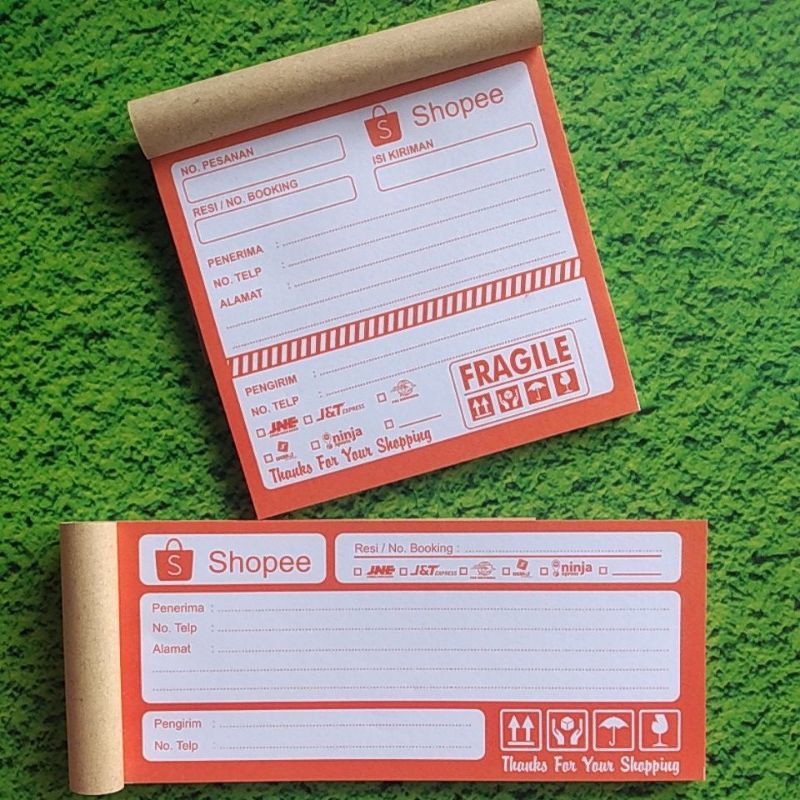 Shopee
NO. PESANAN
ISI KIRIMAN
RESI / NO. BOOKING
PENERIMA :
NO. TELP :
ALAMAT :
PENGIRIM :
NO. TELP :
FRAGILE
JNE J&T EXPRESS
ninja
Thanks For Your Shopping
Shopee
Resi / No. Booking :
JNE J&T EXPRESS ninja
Penerima :
No. Telp :
Alamat :
Pengirim :
No. Telp :
Thanks For Your Shopping